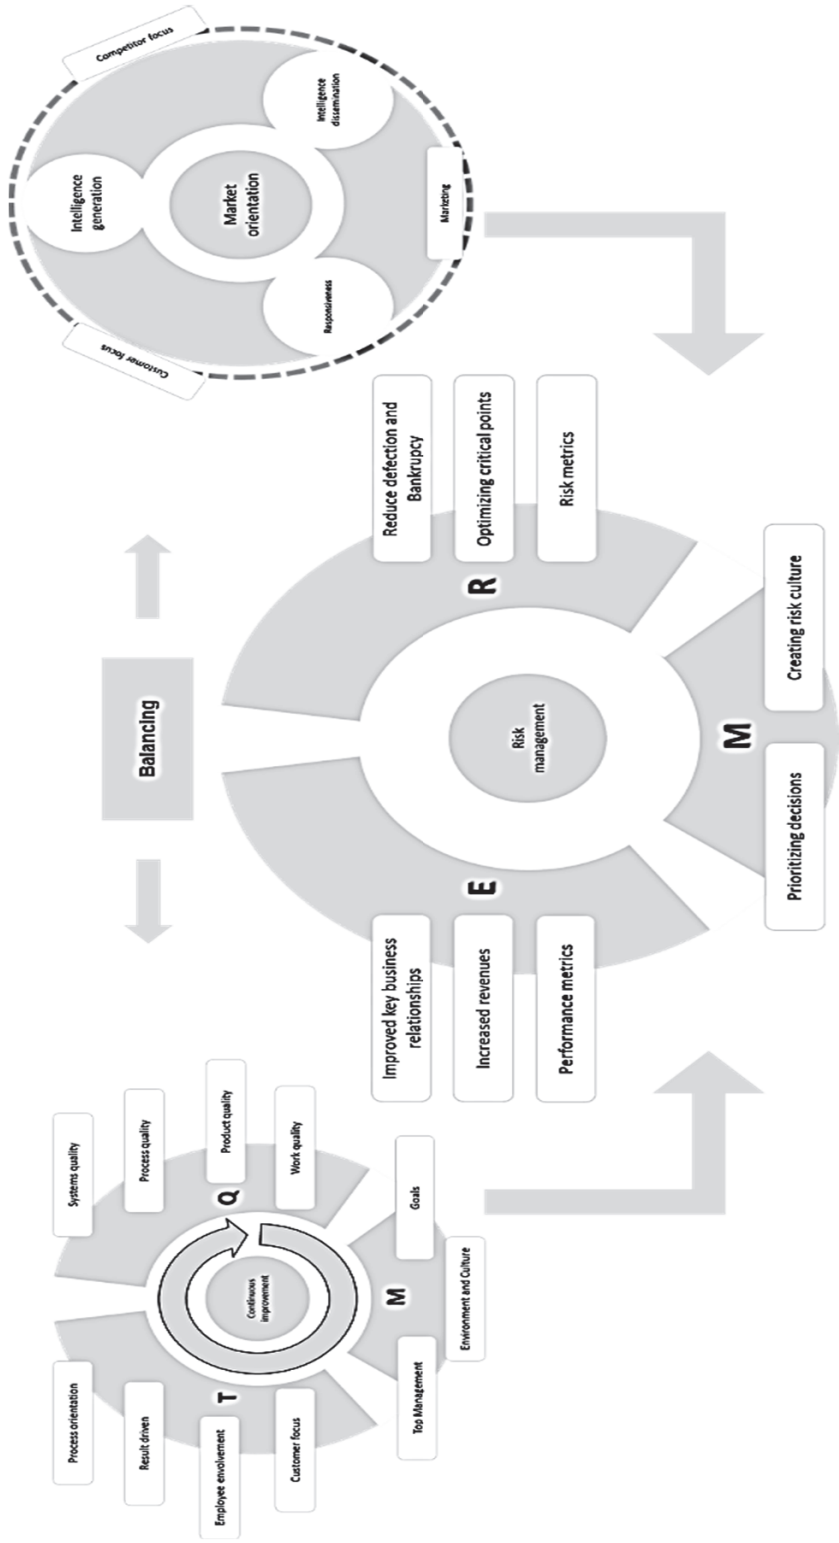 Process orientation
Result driven
Employee envolvement
Customer focus
T
Systems quality
Process quality
Product quality
Work quality
Q
Continuous
improvement
M
Top Management
Goals
Environment and Culture
Balancing
Improved key business
relationships
Increased revenues
Performance metrics
E
Reduce defection and
Bankrupcy
Optimizing critical points
Risk metrics
R
Risk
management
M
Prioritizing decisions
Creating risk culture
Customer focus
Competitor focus
Intelligence
generation
Market
orientation
Responsiveness
Intelligence
dissemination
Marketing